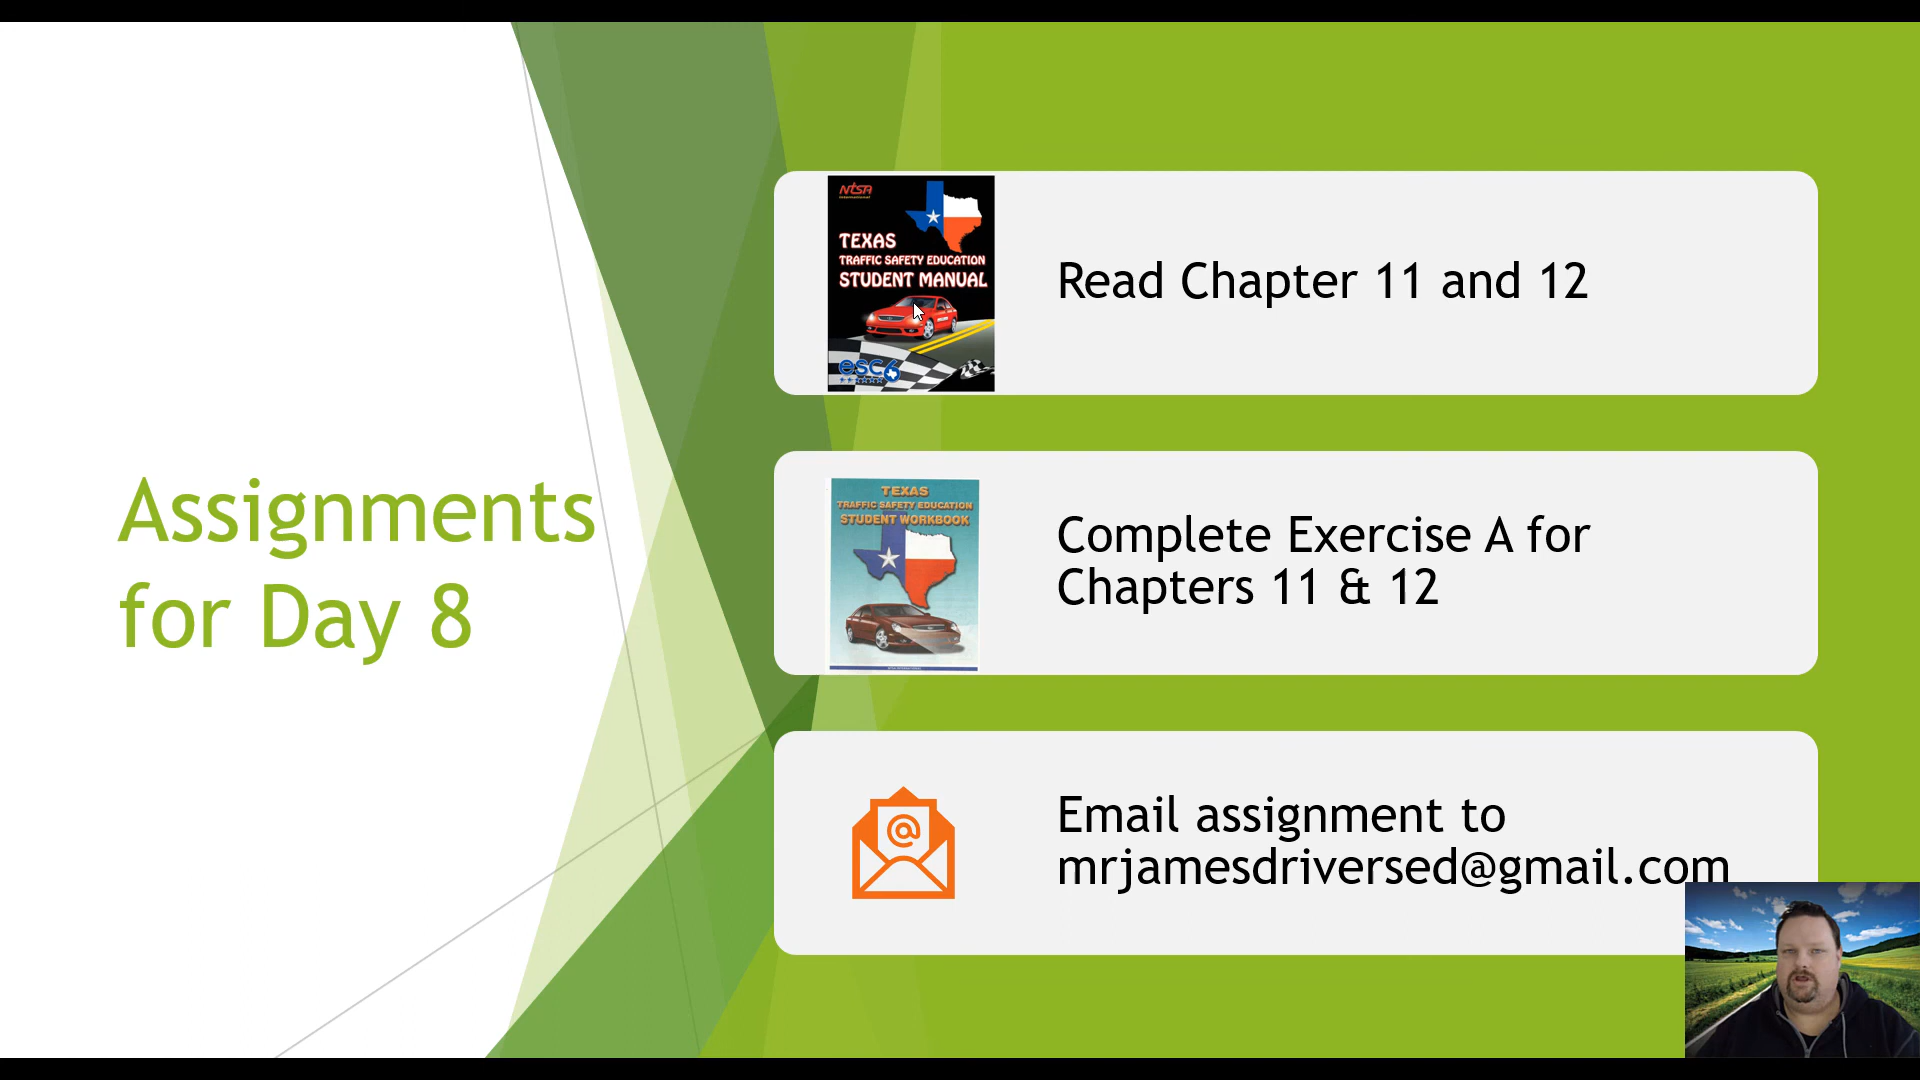 Assignments
for Day 8
NTSA
TEXAS
TRAFFIC SAFETY EDUCATION
STUDENT MANUAL
esc6
Read Chapter 11 and 12
TEXAS
TRAFFIC SAFETY EDUCATION
STUDENT WORKBOOK
Complete Exercise A for
Chapters 11 & 12
@
Email assignment to
mrjamesdriversed@gmail.com